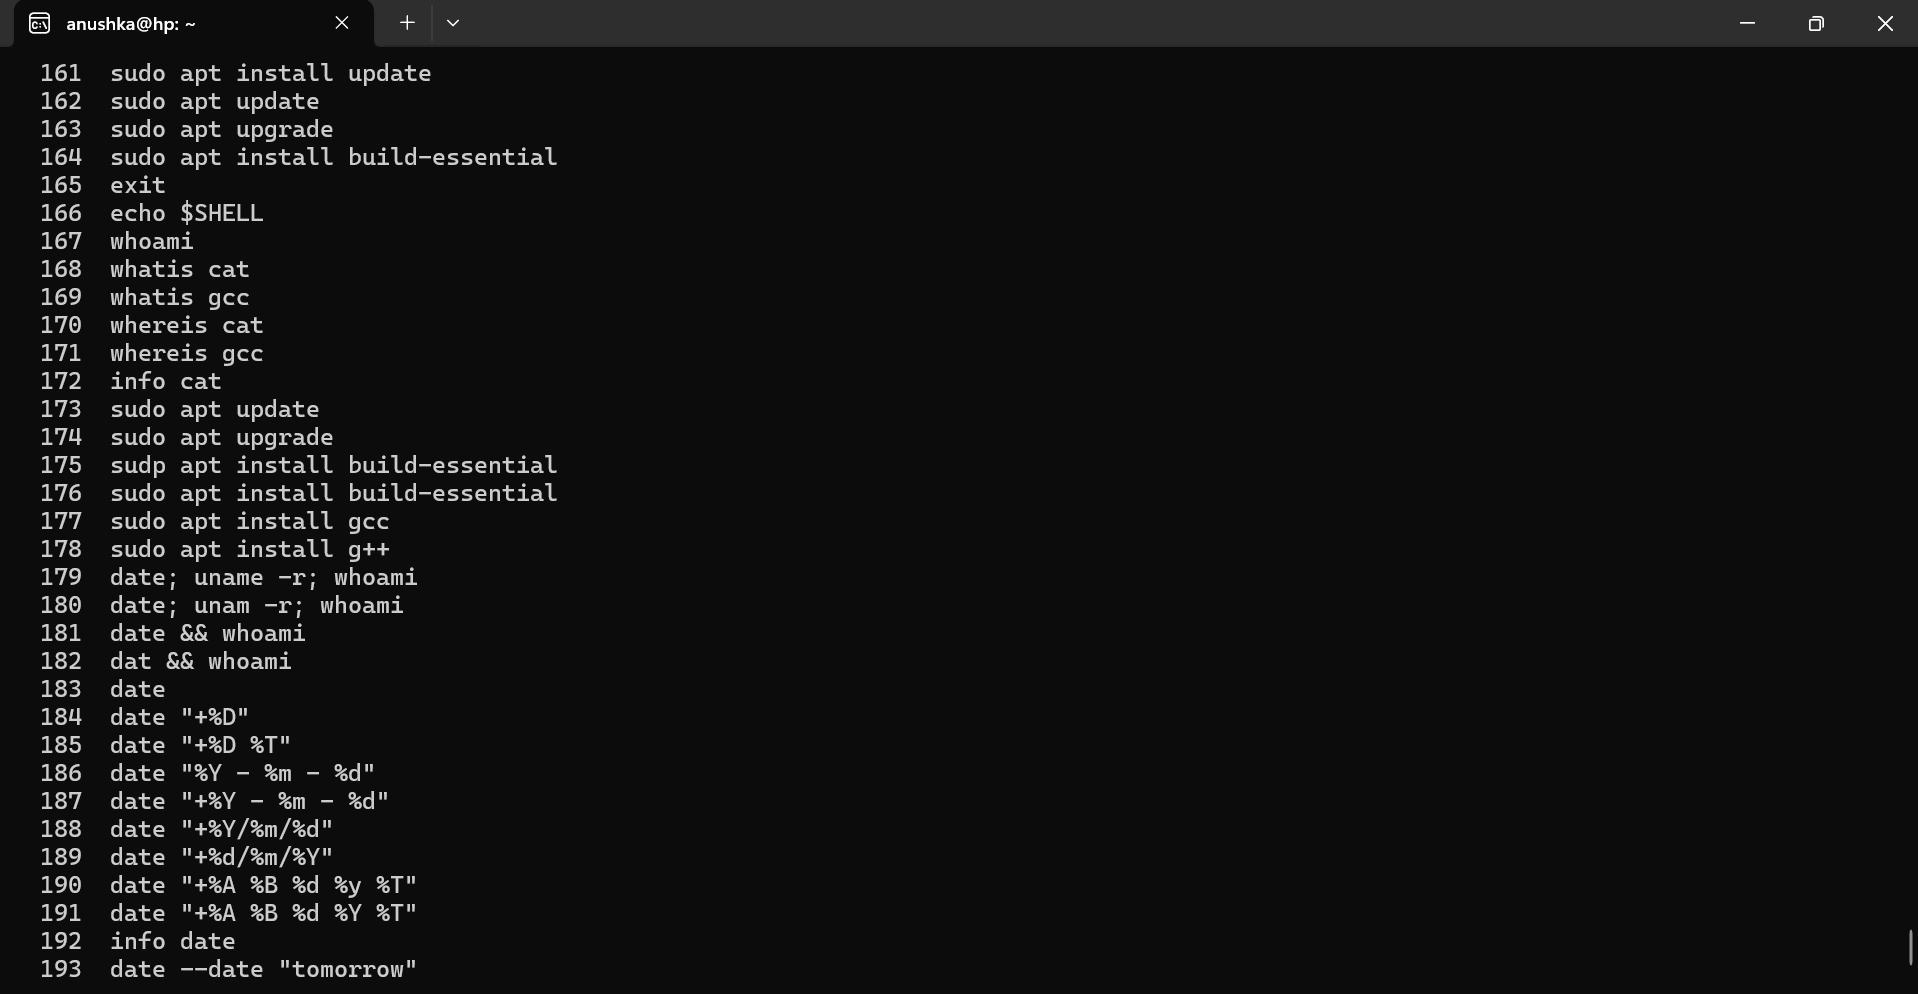 anushka@hp: ~
161 sudo apt install update
162 sudo apt update
163 sudo apt upgrade
164 sudo apt install build-essential
165 exit
166 echo $SHELL
167 whoami
168 whatis cat
169 whatis gcc
170 whereis cat
171 whereis gcc
172 info cat
173 sudo apt update
174 sudo apt upgrade
175 sudp apt install build-essential
176 sudo apt install build-essential
177 sudo apt install gcc
178 sudo apt install g++
179 date; uname -r; whoami
180 date; unam -r; whoami
181 date && whoami
182 dat && whoami
183 date
184 date "+%D"
185 date "+%D %T"
186 date "%Y - %m - %d"
187 date "+%Y - %m - %d"
188 date "+%Y/%m/%d"
189 date "+%d/%m/%Y"
190 date "+%A %B %d %y %T"
191 date "+%A %B %d %Y %T"
192 info date
193 date --date "tomorrow"